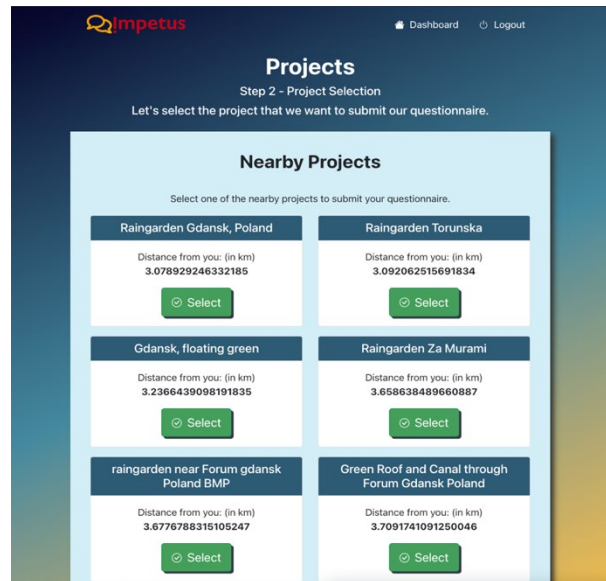 Impetus
Dashboard
Logout
Projects
Step 2 - Project Selection
Let's select the project that we want to submit our questionnaire.
Nearby Projects
Select one of the nearby projects to submit your questionnaire.
Raingarden Gdansk, Poland
Distance from you: (in km)
3.078929246332185
Select
Raingarden Torunska
Distance from you: (in km)
3.092062515691834
Select
Gdansk, floating green
Distance from you: (in km)
3.2366439098191835
Select
Raingarden Za Murami
Distance from you: (in km)
3.658638489660887
Select
raingarden near Forum gdansk
Poland BMP
Distance from you: (in km)
3.6776788315105247
Select
Green Roof and Canal through
Forum Gdansk Poland
Distance from you: (in km)
3.7091741091250046
Select